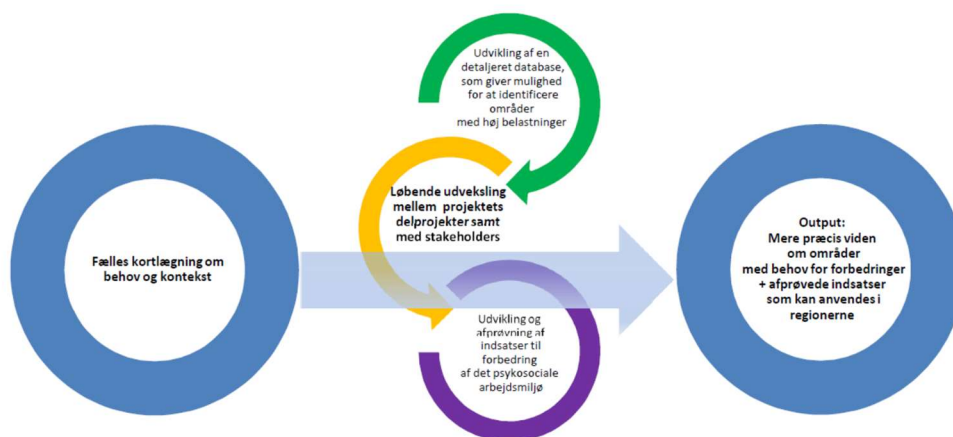 Fælles kortlægning om
behov og kontekst
Udvikling af en
detaljeret database,
som giver mulighed
for at identificere
områder
med høj belastninger
Løbende udveksling
mellem projektets
delprojekter samt
med stakeholders
Udvikling og
afprøvning af
indsatser til
forbedring
af det psykosociale
arbejdsmiljø
Output:
Mere præcis viden
om områder
med behov for forbedringer
+ afprøvede indsatser
som kan anvendes i
regionerne